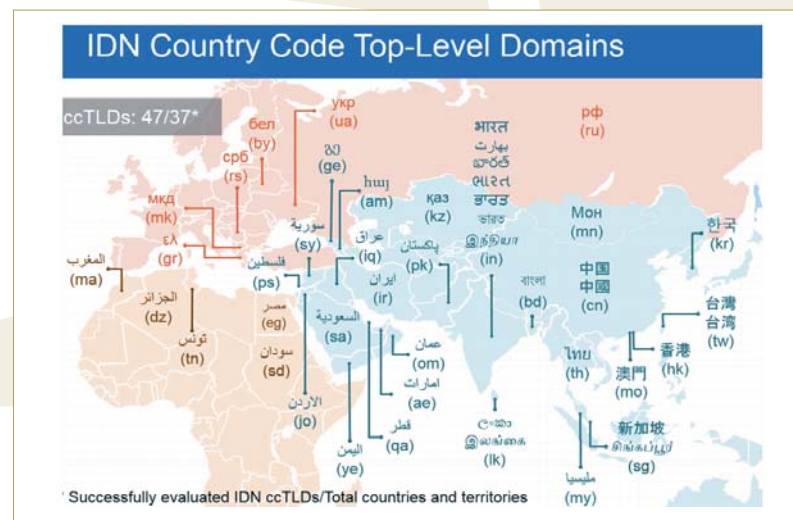 IDN Country Code Top-Level Domains
ccTLDs: 47/37*
укр
(ua)
бел
(by)
срб
(rs)
мкд
(mk)
ελ
(gr)
рф
(ru)
გე
(ge)
հայ
(am)
қаз
(kz)
भारत
بھارت
భారత్
ભારત
ਭਾਰਤ
ভারত
இந்தியா
(in)
Мон
(mn)
한국
(kr)
سورية
(sy)
عراق
(iq)
پاکستان
(pk)
المغرب
(ma)
فلسطين
(ps)
ایران
(ir)
বাংলা
(bd)
中国
中國
(cn)
الجزائر
(dz)
مصر
(eg)
السعودية
(sa)
台灣
台湾
(tw)
تونس
(tn)
سودان
(sd)
عمان
(om)
ไทย
(th)
香港
(hk)
澳門
(mo)
امارات
(ae)
الاردن
(jo)
قطر
(qa)
ලංකා
இலங்கை
(lk)
新加坡
சிங்கப்பூர்
(sg)
اليمن
(ye)
مليسيا
(my)
* Successfully evaluated IDN ccTLDs/Total countries and territories